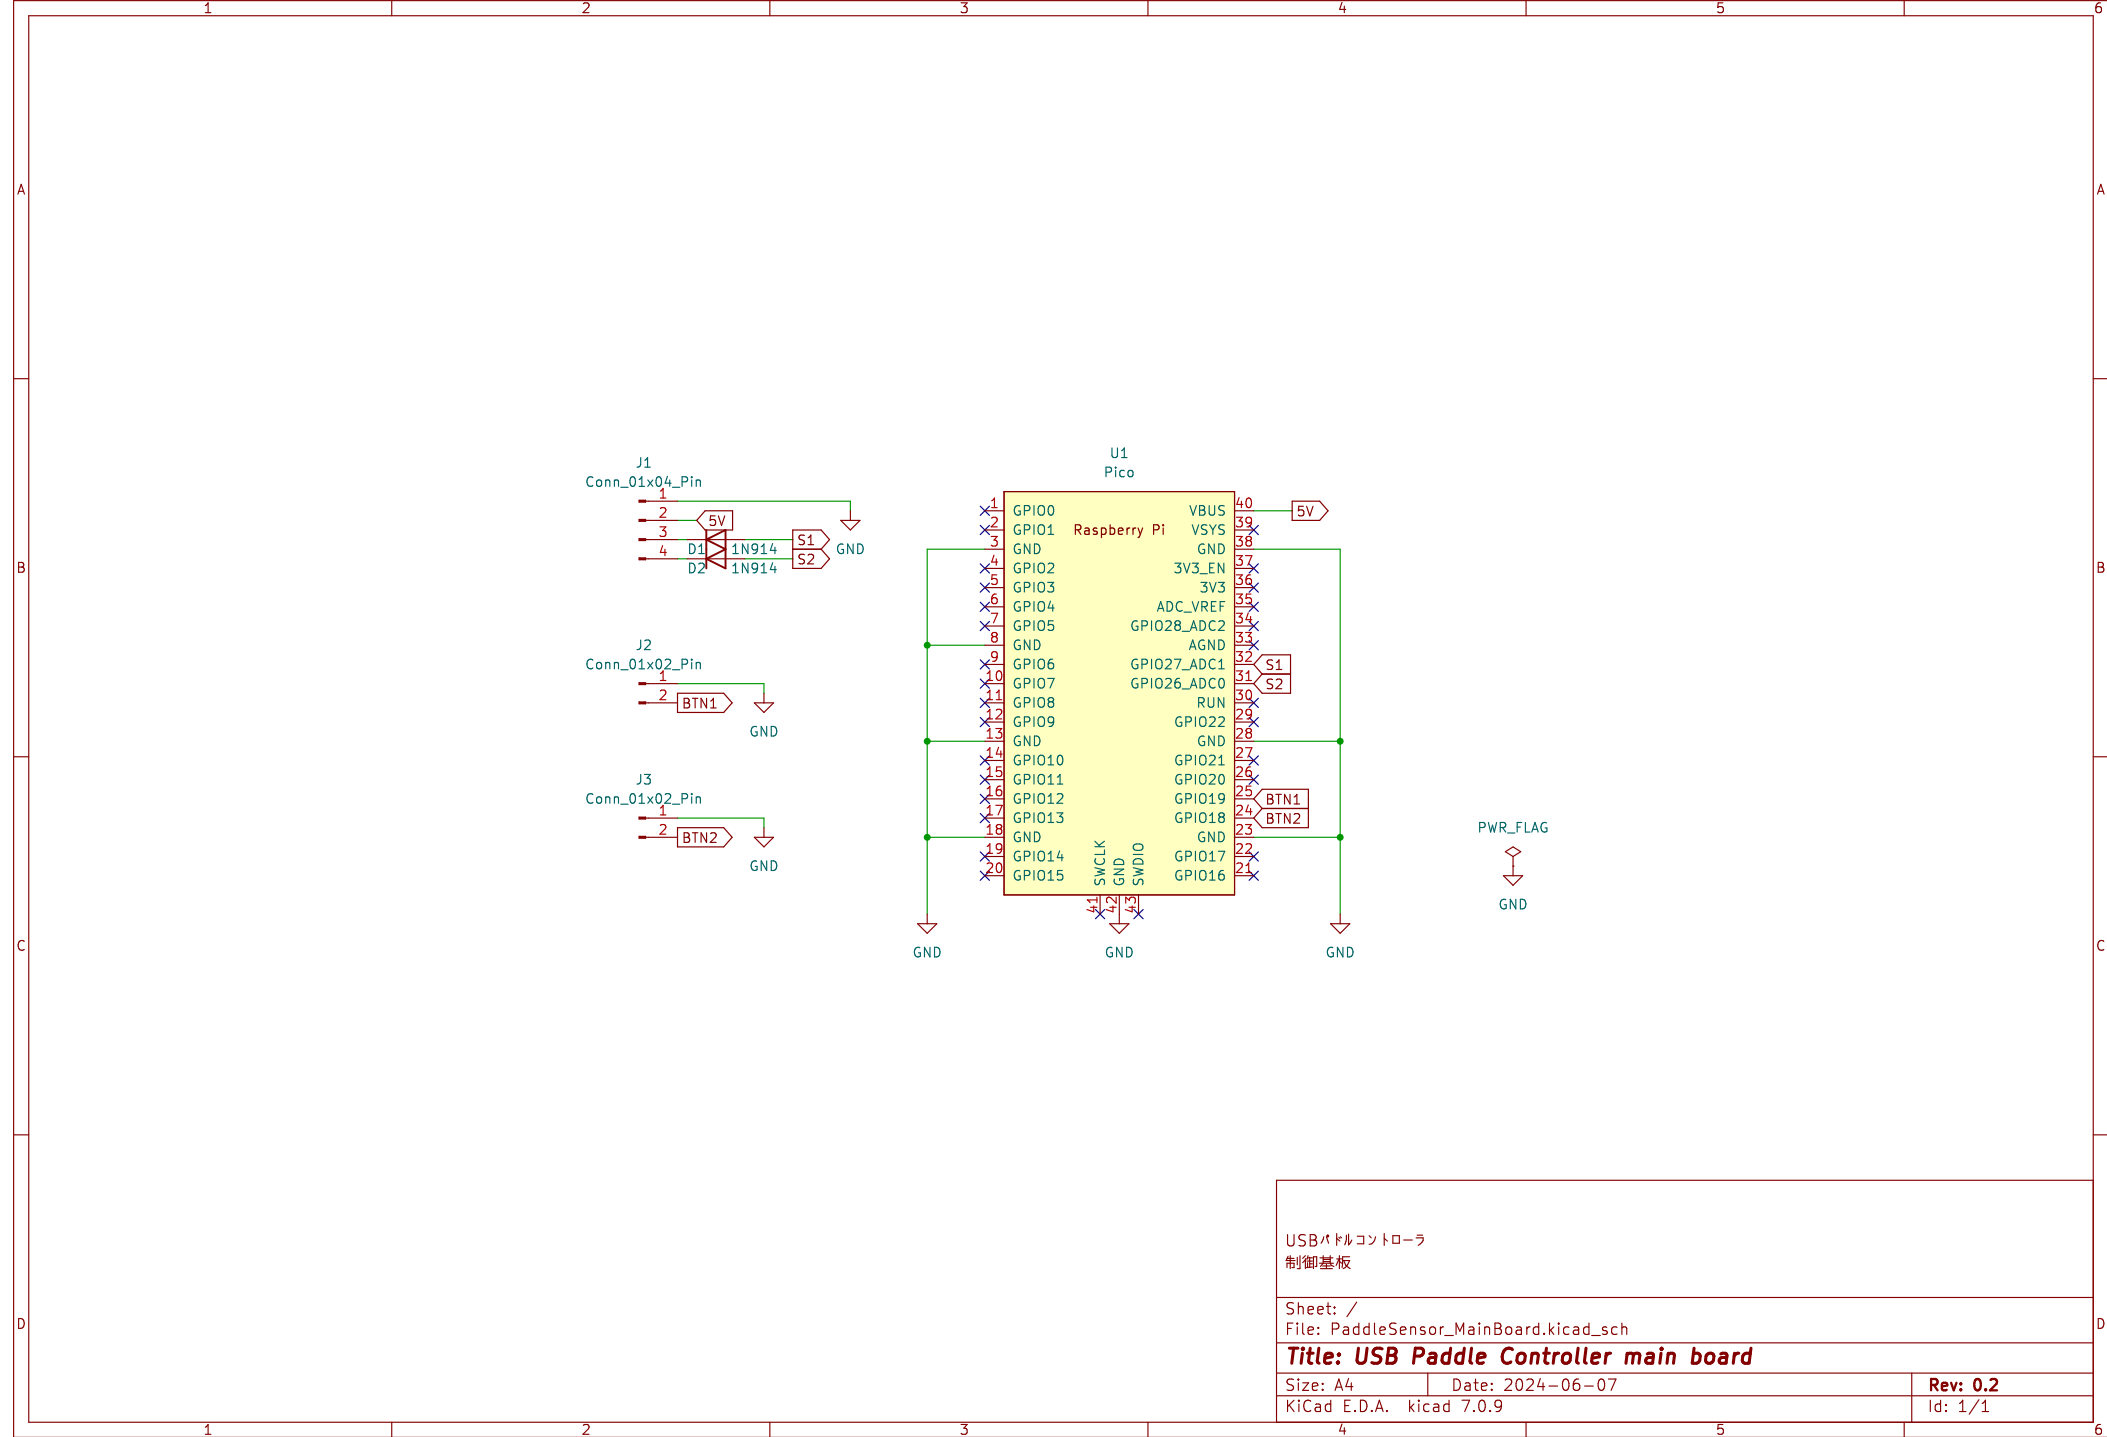 1 2 3 4 5 6
A A
B B
C C
D D
J1
Conn_01x04_Pin
1
2 5V
3 D1 1N914 S1
4 D2 1N914 S2
GND
J2
Conn_01x02_Pin
1
2 BTN1
GND
J3
Conn_01x02_Pin
1
2 BTN2
GND
U1
Pico
Raspberry Pi
1 GPIO0
2 GPIO1
3 GND
4 GPIO2
5 GPIO3
6 GPIO4
7 GPIO5
8 GND
9 GPIO6
10 GPIO7
11 GPIO8
12 GPIO9
13 GND
14 GPIO10
15 GPIO11
16 GPIO12
17 GPIO13
18 GND
19 GPIO14
20 GPIO15
VBUS 40 5V
VSYS 39
GND 38
3V3_EN 37
3V3 36
ADC_VREF 35
GPIO28_ADC2 34
AGND 33
GPIO27_ADC1 32 S1
GPIO26_ADC0 31 S2
RUN 30
GPIO22 29
GND 28
GPIO21 27
GPIO20 26
GPIO19 25 BTN1
GPIO18 24 BTN2
GND 23
GPIO17 22
GPIO16 21
SWCLK 41
GND 42
SWDIO 43
GND
GND
GND
PWR_FLAG
GND
USBパドルコントローラ
制御基板
Sheet: /
File: PaddleSensor_MainBoard.kicad_sch
Title: USB Paddle Controller main board
Size: A4 Date: 2024-06-07 Rev: 0.2
KiCad E.D.A. kicad 7.0.9 Id: 1/1
1 2 3 4 5 6